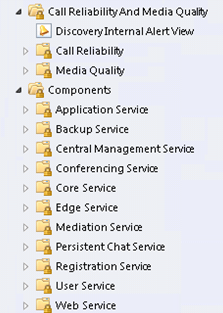 Call Reliability And Media Quality
Discovery Internal Alert View
Call Reliability
Media Quality
Components
Application Service
Backup Service
Central Management Service
Conferencing Service
Core Service
Edge Service
Mediation Service
Persistent Chat Service
Registration Service
User Service
Web Service